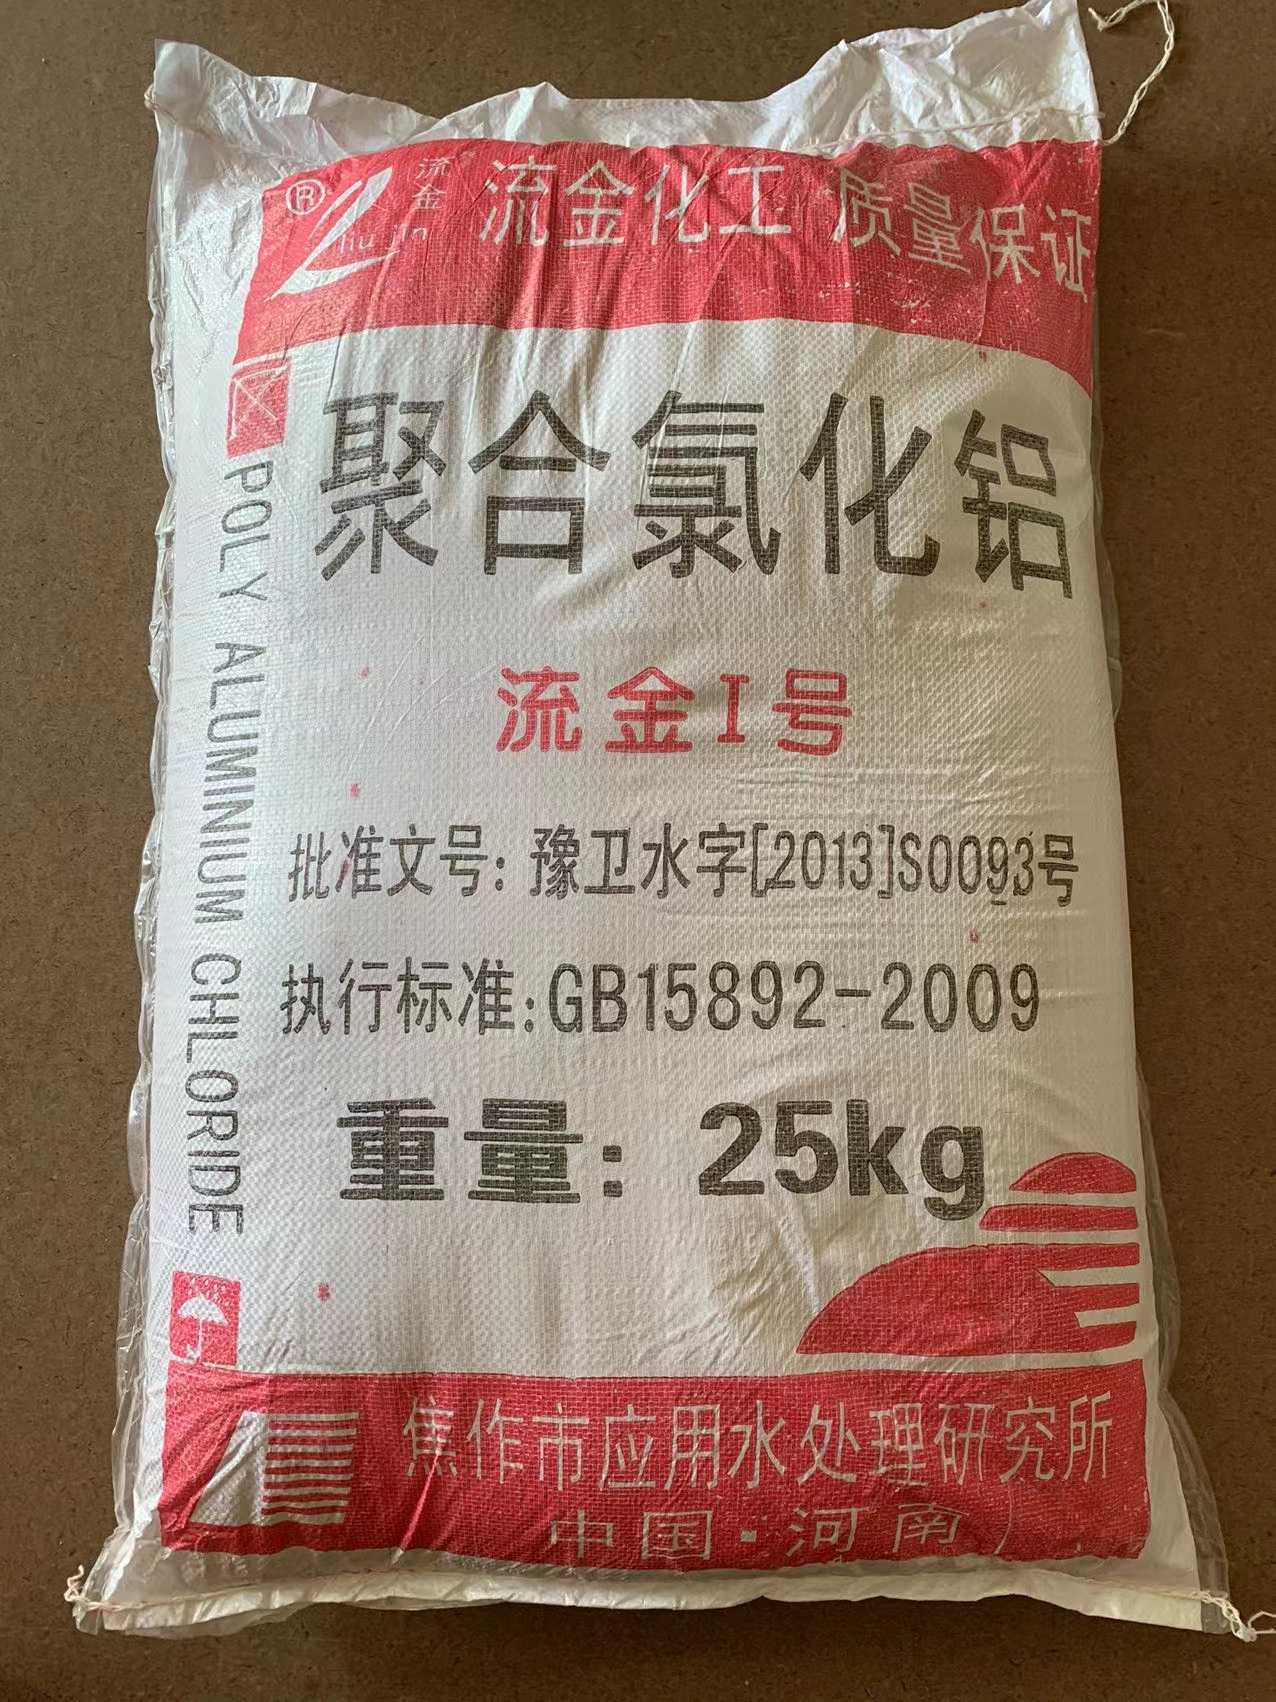 ® 流金
liu jin
流金化工 质量保证
聚合氯化铝
POLY ALUMINIUM CHLORIDE
流金I号
批准文号:豫卫水字[2013]S0093号
执行标准:GB15892-2009
重量:25kg
焦作市应用水处理研究所
中国·河南